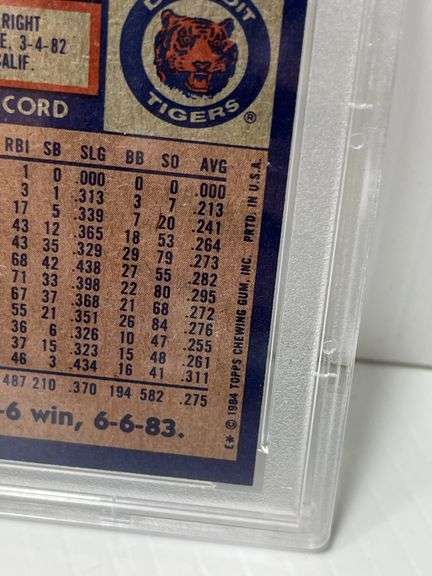 RIGHT
E, 3-4-82
CALIF.
DETROIT
TIGERS
®
CORD
RBI SB SLG BB SO AVG
1 0 .000 0 0 .000
3 1 .313 3 7 .213
17 5 .339 7 20 .241
43 12 .365 18 53 .264
43 35 .329 29 79 .273
68 42 .438 27 55 .282
71 33 .398 22 80 .295
67 37 .368 21 68 .272
55 21 .351 26 84 .276
36 6 .326 10 47 .255
37 15 .323 15 48 .261
46 3 .434 16 41 .311
487 210 .370 194 582 .275
-6 win, 6-6-83.
E* © 1984 TOPPS CHEWING GUM, INC. PRTD. IN U.S.A.